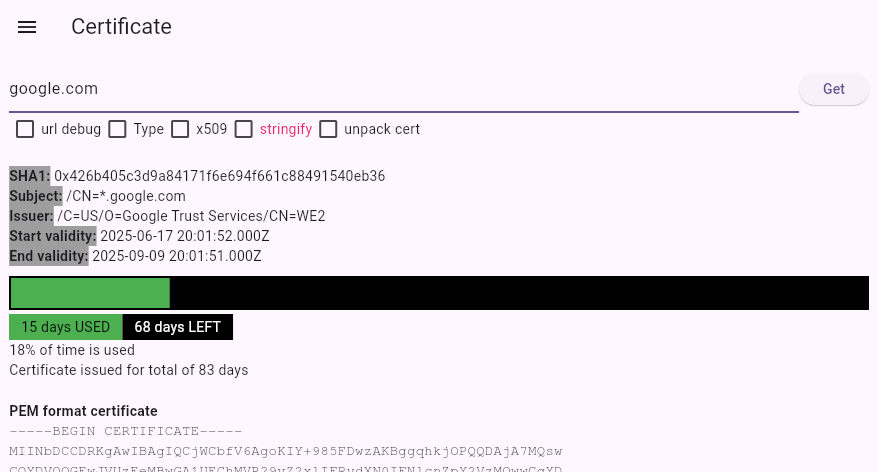 Certificate
google.com
Get
url debug Type x509 stringify unpack cert
SHA1: 0x426b405c3d9a84171f6e694f661c88491540eb36
Subject: /CN=*.google.com
Issuer: /C=US/O=Google Trust Services/CN=WE2
Start validity: 2025-06-17 20:01:52.000Z
End validity: 2025-09-09 20:01:51.000Z
15 days USED 68 days LEFT
18% of time is used
Certificate issued for total of 83 days
PEM format certificate
-----BEGIN CERTIFICATE-----
MIINbDCCDRKgAwIBAgIQCjWCbfV6AgoKIY+985FDwzAKBggqhkjOPQQDAjA7MQsw